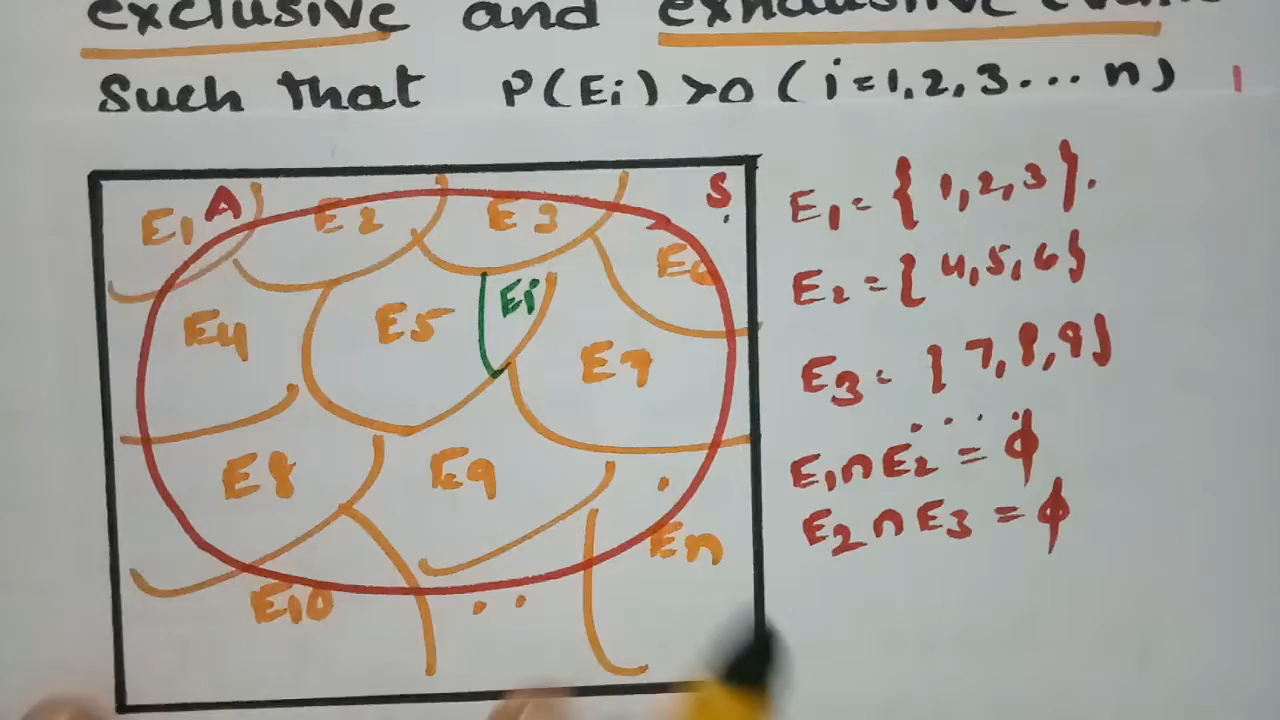 exclusive and exhaustive
Such that P(Ei) >0 (i=1,2,3... n)
E1 A E2 E3 S
E6
E4 E5 Ei E7
E8 E9 .
En
E10 . .
E1 = { 1,2,3 }.
E2 = { 4,5,6 }
E3 = { 7,8,9 }
. . . .
E1 ∩ E2 = ϕ
E2 ∩ E3 = ϕ